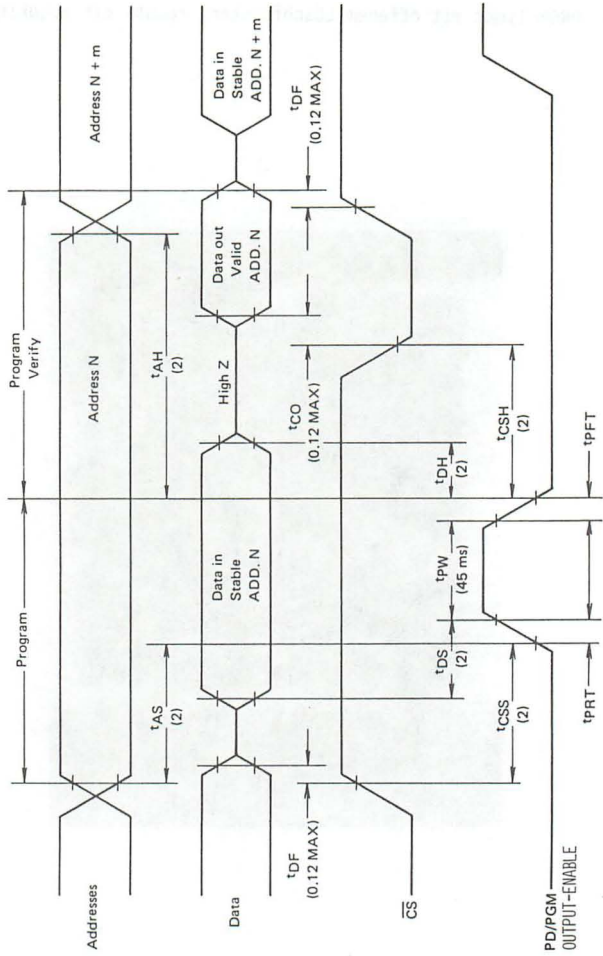 Program
Program
Verify
Addresses
Address N
Address N + m
tAS
(2)
tAH
(2)
Data
Data in
Stable
ADD. N
High Z
Data out
Valid
ADD. N
Data in
Stable
ADD. N + m
tDF
(0.12 MAX)
tDH
(2)
tCO
(0.12 MAX)
tDF
(0.12 MAX)
CS
tCSS
(2)
tDS
(2)
tPW
(45 ms)
tCSH
(2)
PD/PGM
OUTPUT-ENABLE
tPRT
tPFT